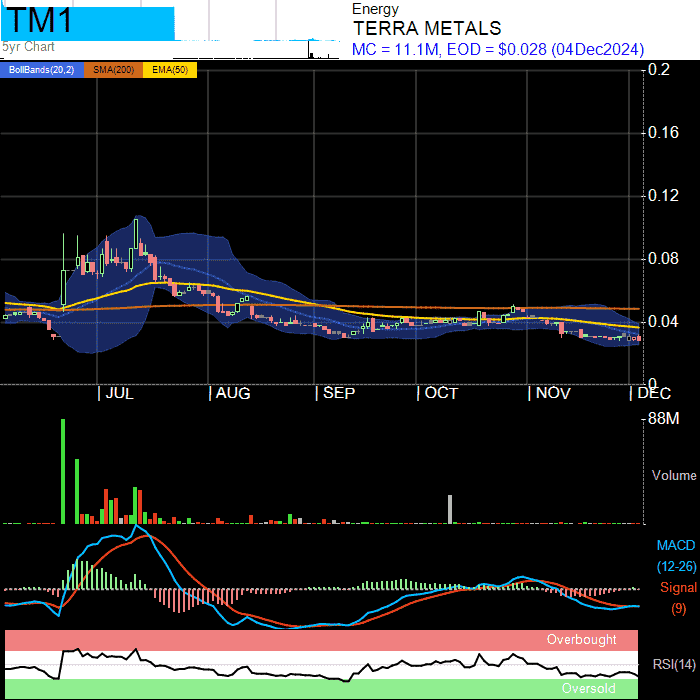 TM1
5yr Chart
Energy
TERRA METALS
MC = 11.1M, EOD = $0.028 (04Dec2024)
BollBands(20,2) SMA(200) EMA(50)
0.2
0.16
0.12
0.08
0.04
0
JUL AUG SEP OCT NOV DEC
88M
Volume
MACD
(12-26)
Signal
(9)
Overbought
RSI(14)
Oversold